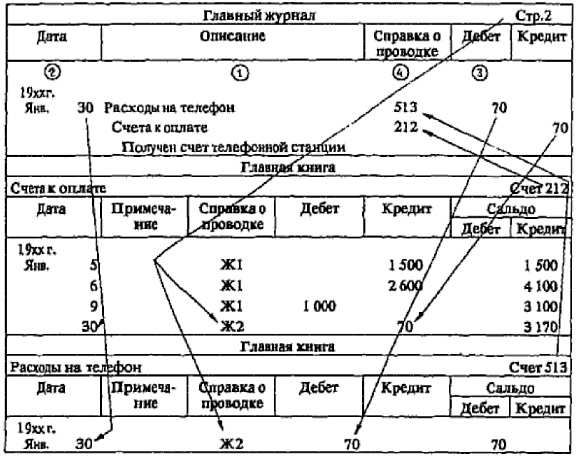 Главный журнал Стр.2
Дата Описание Справка о проводке Дебет Кредит
② ① ④ ③
19xxг.
Янв. 30 Расходы на телефон 513 70
Счета к оплате 212 70
Получен счет телефонной станции
Главная книга
Счета к оплате Счет 212
Дата Примеча-ние Справка о проводке Дебет Кредит Сальдо
Дебет Кредит
19xx г.
Янв. 5 Ж1 1 500 1 500
6 Ж1 2 600 4 100
9 Ж1 1 000 3 100
30 Ж2 70 3 170
Главная книга
Расходы на телефон Счет 513
Дата Примеча-ние Справка о проводке Дебет Кредит Сальдо
Дебет Кредит
19xx г.
Янв. 30 Ж2 70 70